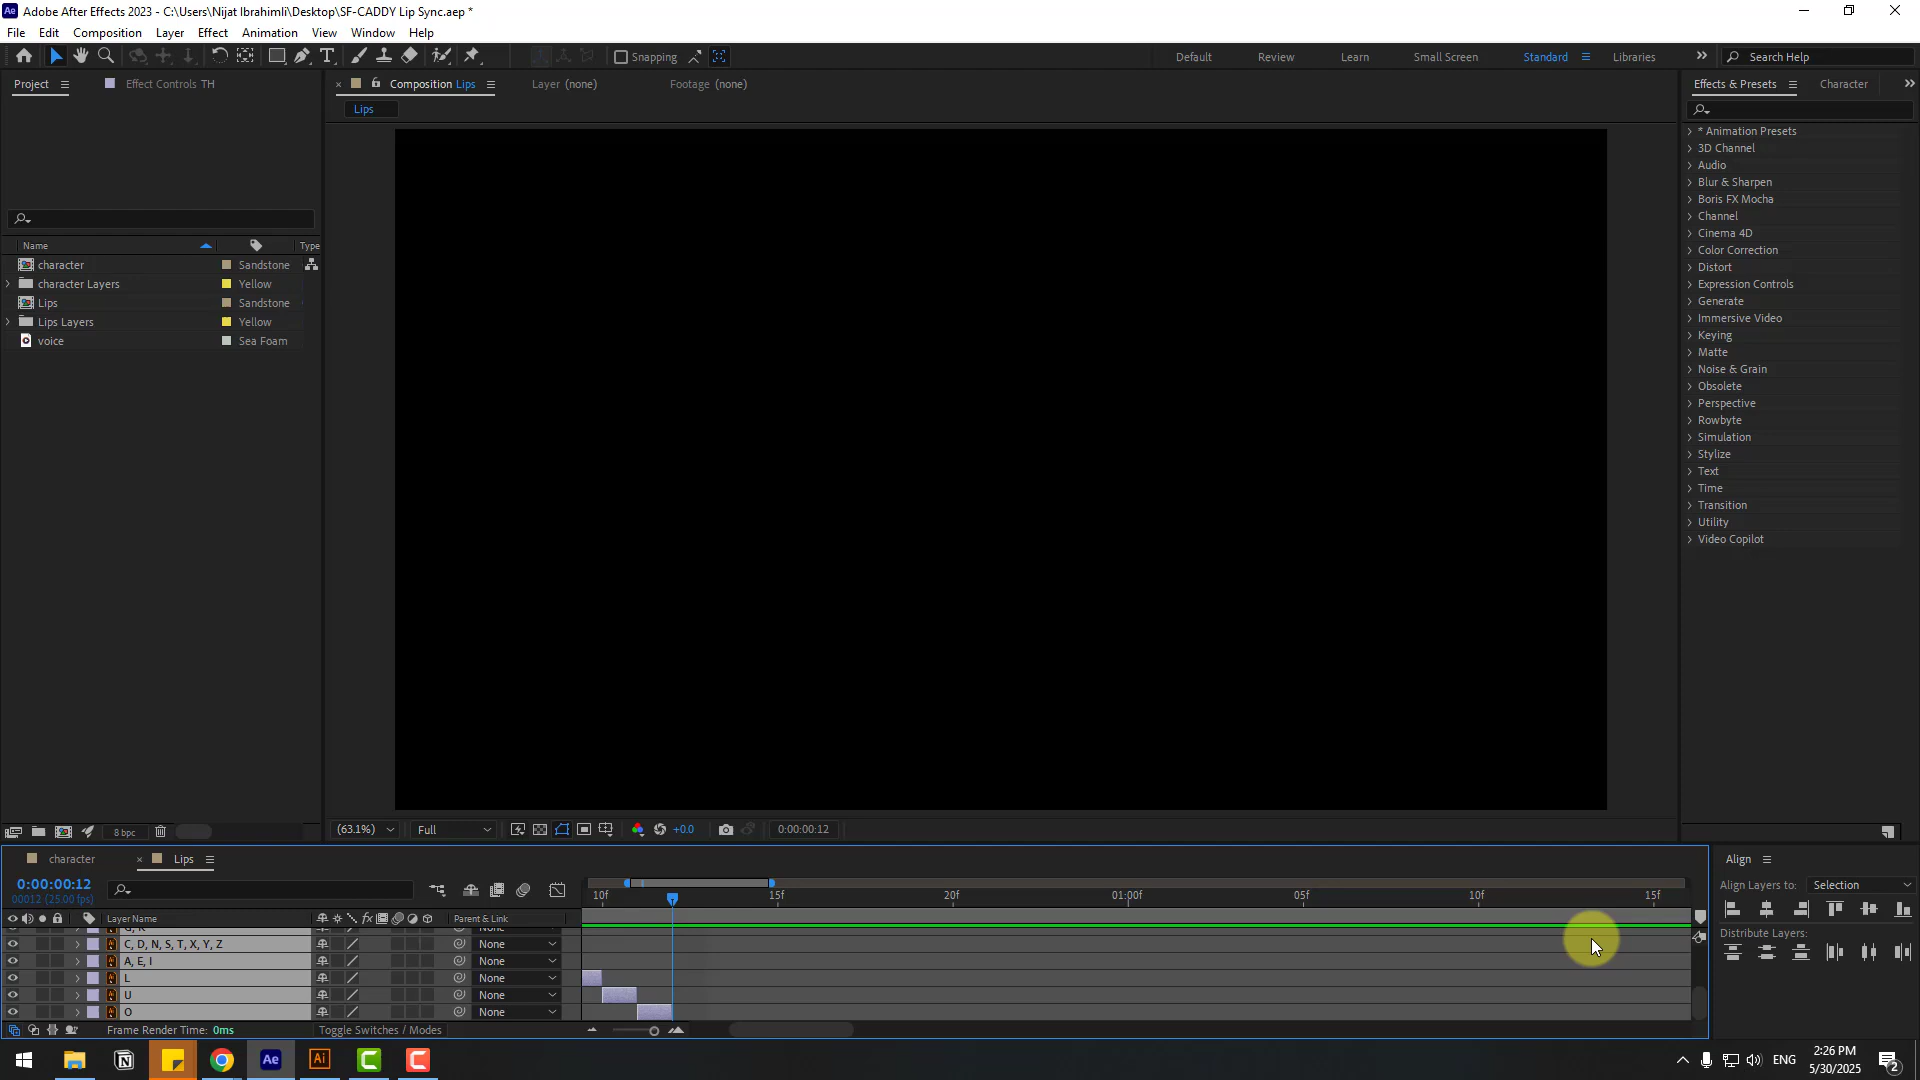 Adobe After Effects 2023 - C:\Users\Nijat Ibrahimli\Desktop\SF-CADDY Lip Sync.aep *
File Edit Composition Layer Effect Animation View Window Help
Snapping Default Review Learn Small Screen Standard Libraries Search Help
Project Effect Controls TH Composition Lips Layer (none) Footage (none) Effects & Presets Character
Lips
* Animation Presets
3D Channel
Audio
Blur & Sharpen
Boris FX Mocha
Channel
Cinema 4D
Color Correction
Distort
Expression Controls
Generate
Immersive Video
Keying
Matte
Noise & Grain
Obsolete
Perspective
Rowbyte
Simulation
Stylize
Text
Time
Transition
Utility
Video Copilot
Name Type
character Sandstone
character Layers Yellow
Lips Sandstone
Lips Layers Yellow
voice Sea Foam
8 bpc
(63.1%) Full +0.0 0:00:00:12
character Lips
0:00:00:12
00012 (25.00 fps)
10f 15f 20f 01:00f 05f 10f 15f
Layer Name fx Parent & Link
C, D, N, S, T, X, Y, Z None
A, E, I None
L None
U None
O None
Frame Render Time: 0ms Toggle Switches / Modes
Align
Align Layers to: Selection
Distribute Layers:
Ae Ai
ENG
2:26 PM
5/30/2025
2